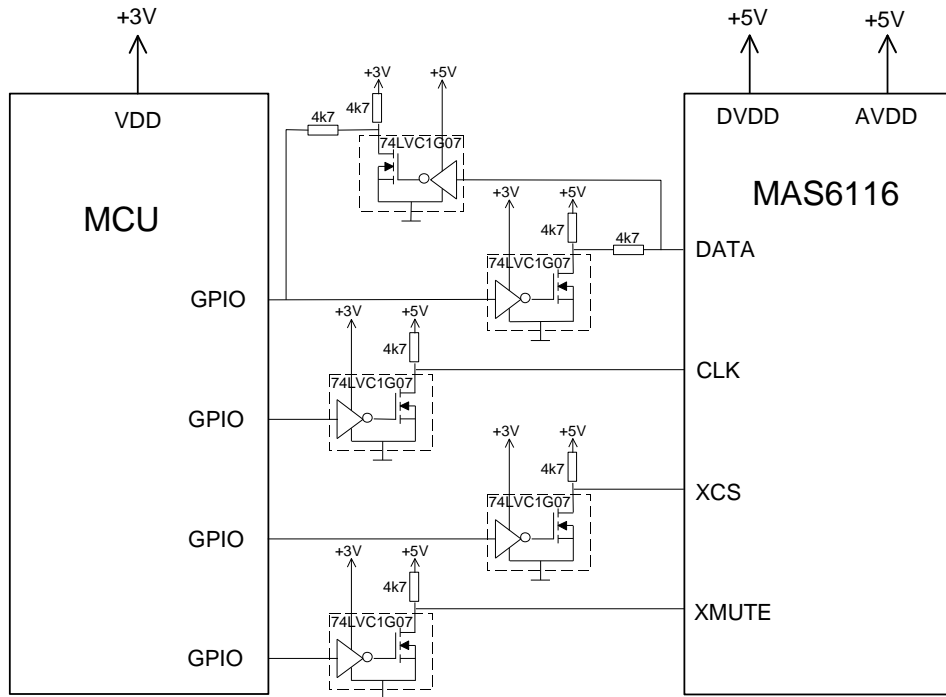 +3V
+5V
+5V
VDD
DVDD
AVDD
MCU
MAS6116
+3V
+5V
4k7
4k7
74LVC1G07
+3V
+5V
4k7
4k7
DATA
74LVC1G07
GPIO
+3V
+5V
4k7
CLK
74LVC1G07
GPIO
+3V
+5V
4k7
XCS
74LVC1G07
GPIO
+3V
+5V
4k7
XMUTE
74LVC1G07
GPIO